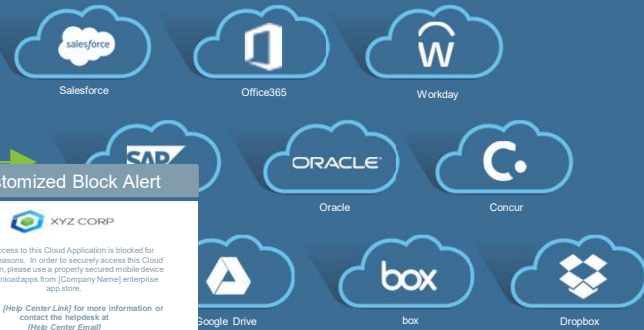 salesforce
Salesforce
Office365
Workday
SAP
ORACLE
Oracle
Concur
Customized Block Alert
XYZ CORP
ccess to this Cloud Application is blocked for
easons. In order to securely access this Cloud
n, please use a properly secured mobile device
nload apps from [Company Name] enterprise
app store.
[Help Center Link] for more information or
contact the helpdesk at
[Help Center Email]
Google Drive
box
box
Dropbox